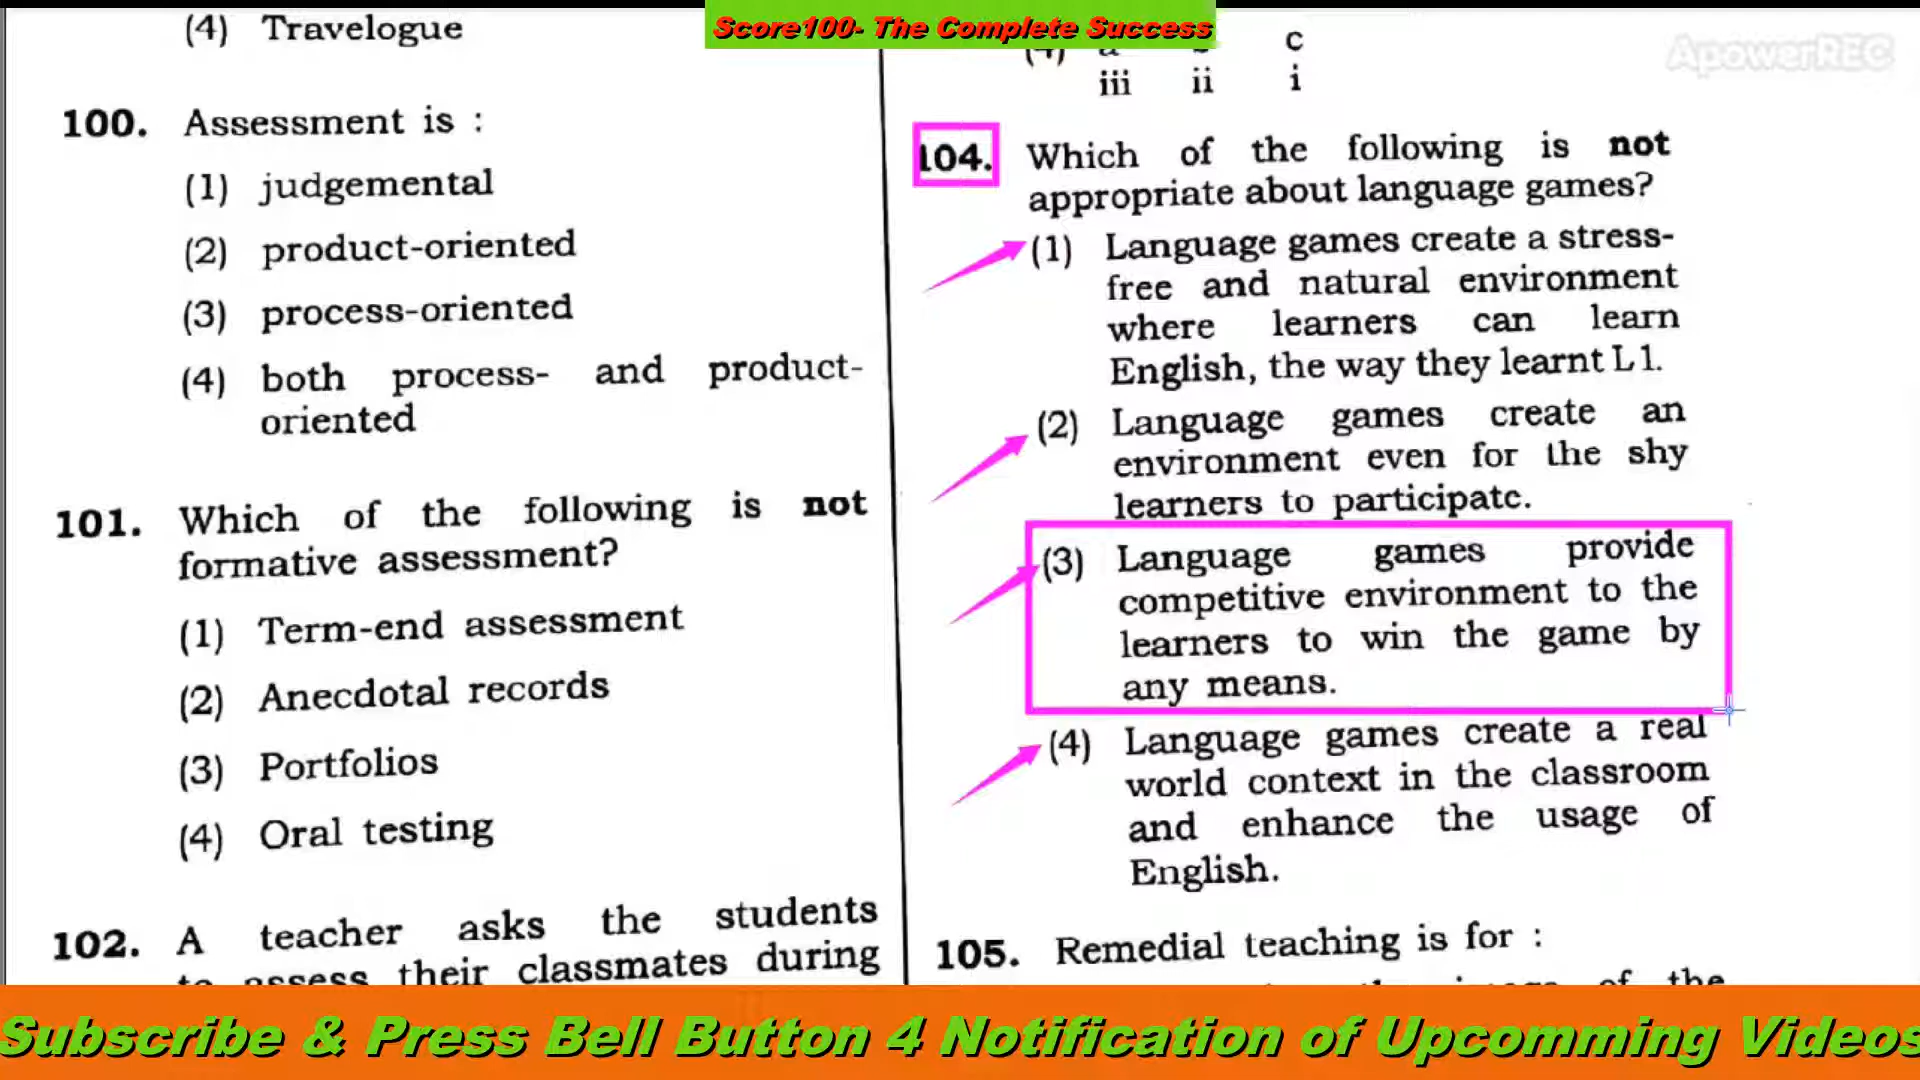 Score100- The Complete Success
ApowerREC
(4) Travelogue
100. Assessment is :
(1) judgemental
(2) product-oriented
(3) process-oriented
(4) both process- and product-
oriented
101. Which of the following is not
formative assessment?
(1) Term-end assessment
(2) Anecdotal records
(3) Portfolios
(4) Oral testing
102. A teacher asks the students
to assess their classmates during
c
iii ii i
104. Which of the following is not
appropriate about language games?
(1) Language games create a stress-
free and natural environment
where learners can learn
English, the way they learnt L1.
(2) Language games create an
environment even for the shy
learners to participate.
(3) Language games provide
competitive environment to the
learners to win the game by
any means.
(4) Language games create a real
world context in the classroom
and enhance the usage of
English.
105. Remedial teaching is for :
of the
Subscribe & Press Bell Button 4 Notification of Upcomming Videos